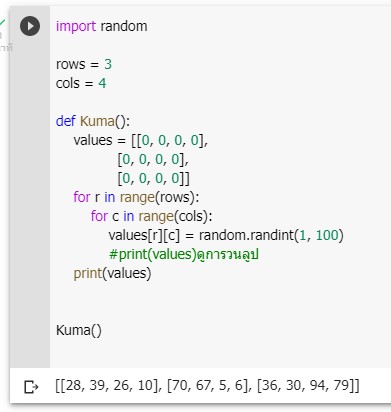 import random
rows = 3
cols = 4
def Kuma():
values = [[0, 0, 0, 0],
[0, 0, 0, 0],
[0, 0, 0, 0]]
for r in range(rows):
for c in range(cols):
values[r][c] = random.randint(1, 100)
#print(values)ดูการวนลูป
print(values)
Kuma()
[[28, 39, 26, 10], [70, 67, 5, 6], [36, 30, 94, 79]]